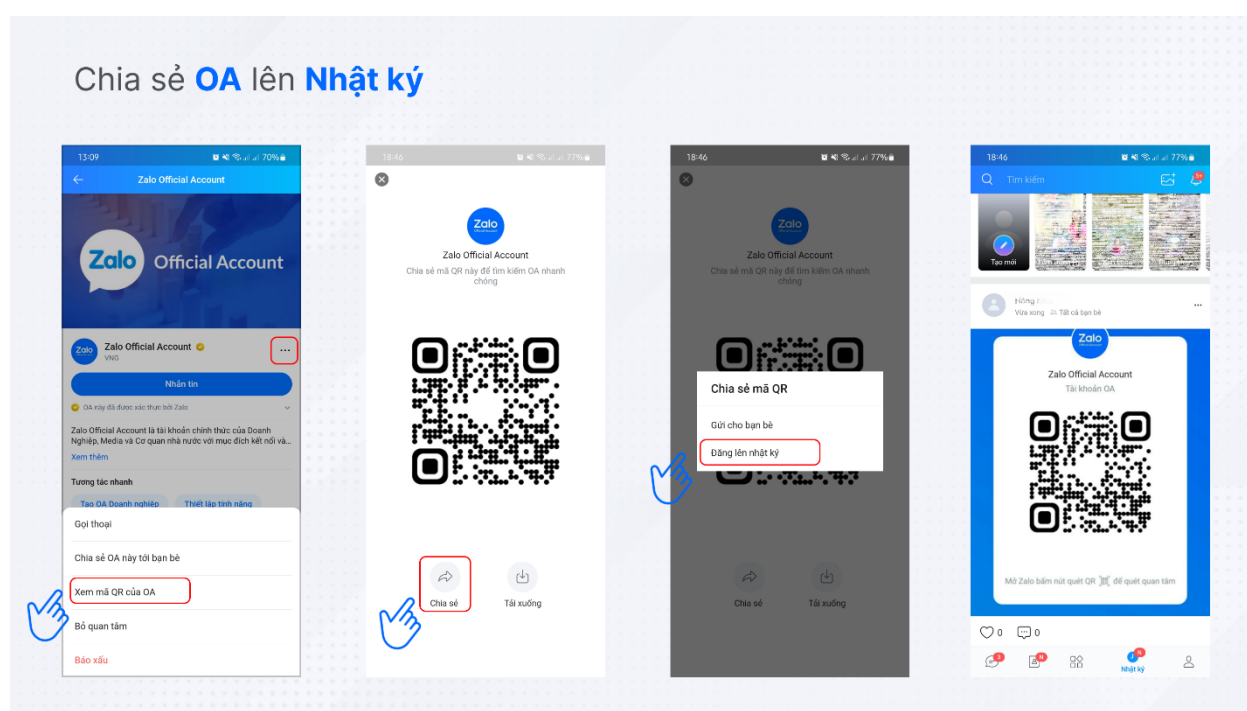 Chia sẻ OA lên Nhật ký
13:09
70%
Zalo Official Account
Zalo Official Account
Zalo
Zalo Official Account
VNG
...
Nhắn tin
OA này đã được xác thực bởi Zalo
Zalo Official Account là tài khoản chính thức của Doanh
Nghiệp, Media và Cơ quan nhà nước với mục đích kết nối và...
Xem thêm
Tương tác nhanh
Tạo OA Doanh nghiệp
Thiết lập tính năng
Gọi thoại
Chia sẻ OA này tới bạn bè
Xem mã QR của OA
Bỏ quan tâm
Báo xấu
18:46
77%
Zalo
Zalo Official Account
Chia sẻ mã QR này để tìm kiếm OA nhanh
chóng
Chia sẻ
Tải xuống
18:46
77%
Zalo
Zalo Official Account
Chia sẻ mã QR này để tìm kiếm OA nhanh
chóng
Chia sẻ mã QR
Gửi cho bạn bè
Đăng lên nhật ký
Chia sẻ
Tải xuống
18:46
77%
Tìm kiếm
5+
Tạo mới
Hồng
Vừa xong
Tất cả bạn bè
...
Zalo
Zalo Official Account
Tài khoản OA
Mở Zalo bấm nút quét QR để quét quan tâm
0
0
3
N
N
Nhật ký